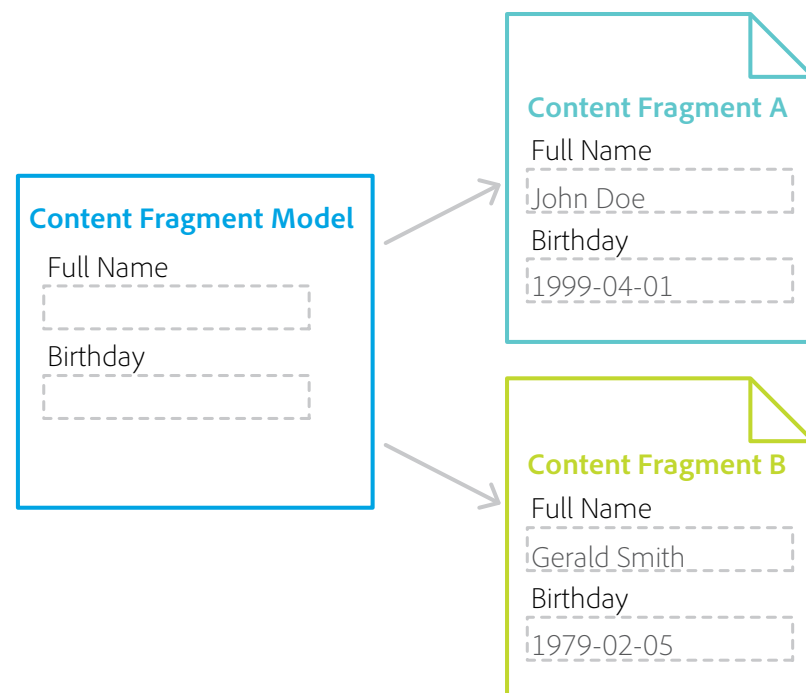 Content Fragment Model
Full Name
Birthday
Content Fragment A
Full Name
John Doe
Birthday
1999-04-01
Content Fragment B
Full Name
Gerald Smith
Birthday
1979-02-05